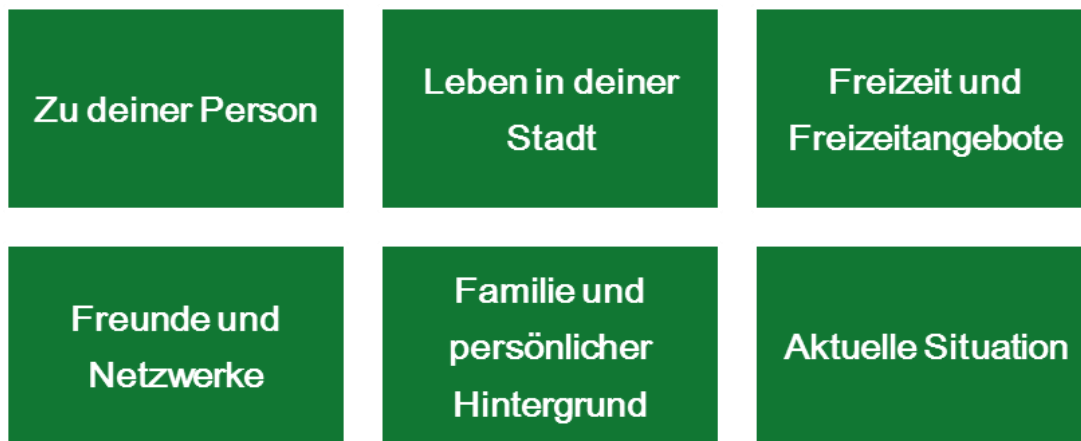 Zu deiner Person
Leben in deiner
Stadt
Freizeit und
Freizeitangebote
Freunde und
Netzwerke
Familie und
persönlicher
Hintergrund
Aktuelle Situation